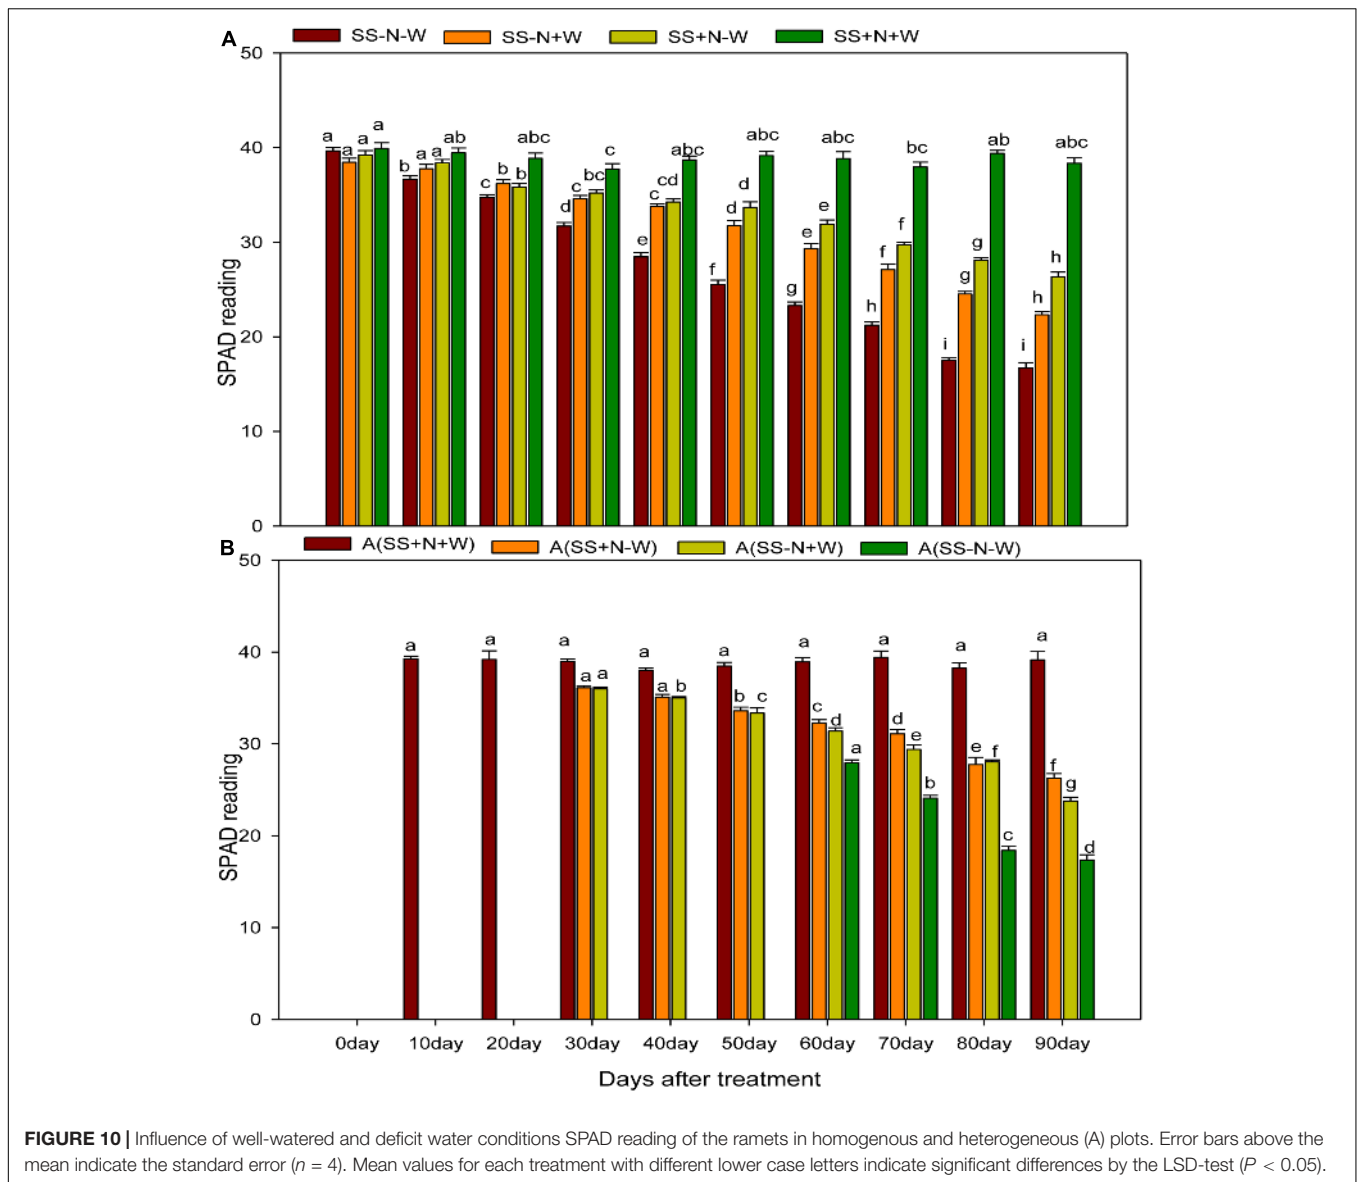 A
SS-N-W SS-N+W SS+N-W SS+N+W
50
40
30
20
10
0
SPAD reading
a a a a
b a a ab
c b b abc
d c bc c
e c cd abc
f d d abc
g e e abc
h f f bc
i g g ab
i h h abc
B
A(SS+N+W) A(SS+N-W) A(SS-N+W) A(SS-N-W)
50
40
30
20
10
0
SPAD reading
a
a
a a a
a a b
a b c
a c d a
a d e b
a e f c
a f g d
0day 10day 20day 30day 40day 50day 60day 70day 80day 90day
Days after treatment
FIGURE 10 | Influence of well-watered and deficit water conditions SPAD reading of the ramets in homogenous and heterogeneous (A) plots. Error bars above the
mean indicate the standard error (n = 4). Mean values for each treatment with different lower case letters indicate significant differences by the LSD-test (P < 0.05).